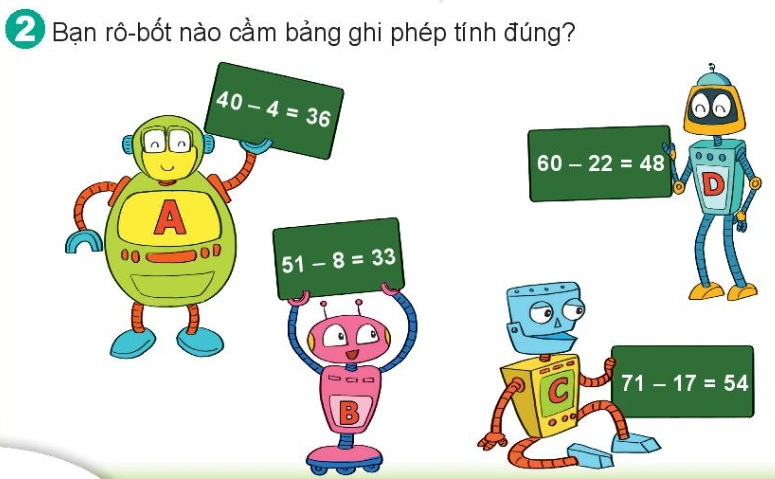 2 Bạn rô-bốt nào cầm bảng ghi phép tính đúng?
40 – 4 = 36
A
60 – 22 = 48
D
51 – 8 = 33
B
71 – 17 = 54
C